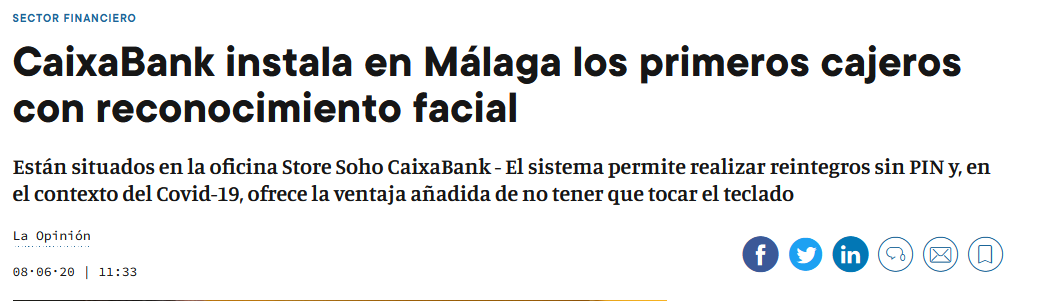 SECTOR FINANCIERO
CaixaBank instala en Málaga los primeros cajeros
con reconocimiento facial
Están situados en la oficina Store Soho CaixaBank - El sistema permite realizar reintegros sin PIN y, en
el contexto del Covid-19, ofrece la ventaja añadida de no tener que tocar el teclado
La Opinión
08·06·20 | 11:33